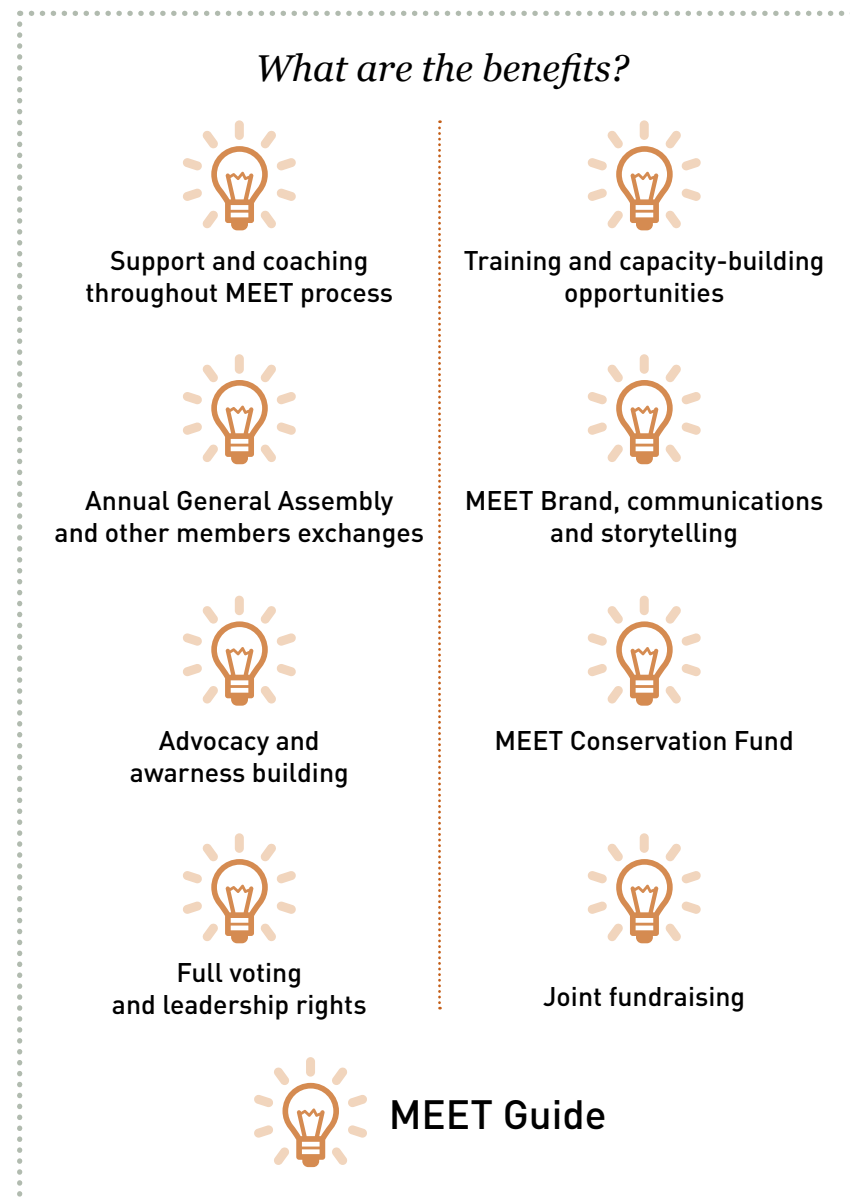 What are the benefits?
Support and coaching
throughout MEET process
Training and capacity-building
opportunities
Annual General Assembly
and other members exchanges
MEET Brand, communications
and storytelling
Advocacy and
awarness building
MEET Conservation Fund
Full voting
and leadership rights
Joint fundraising
MEET Guide